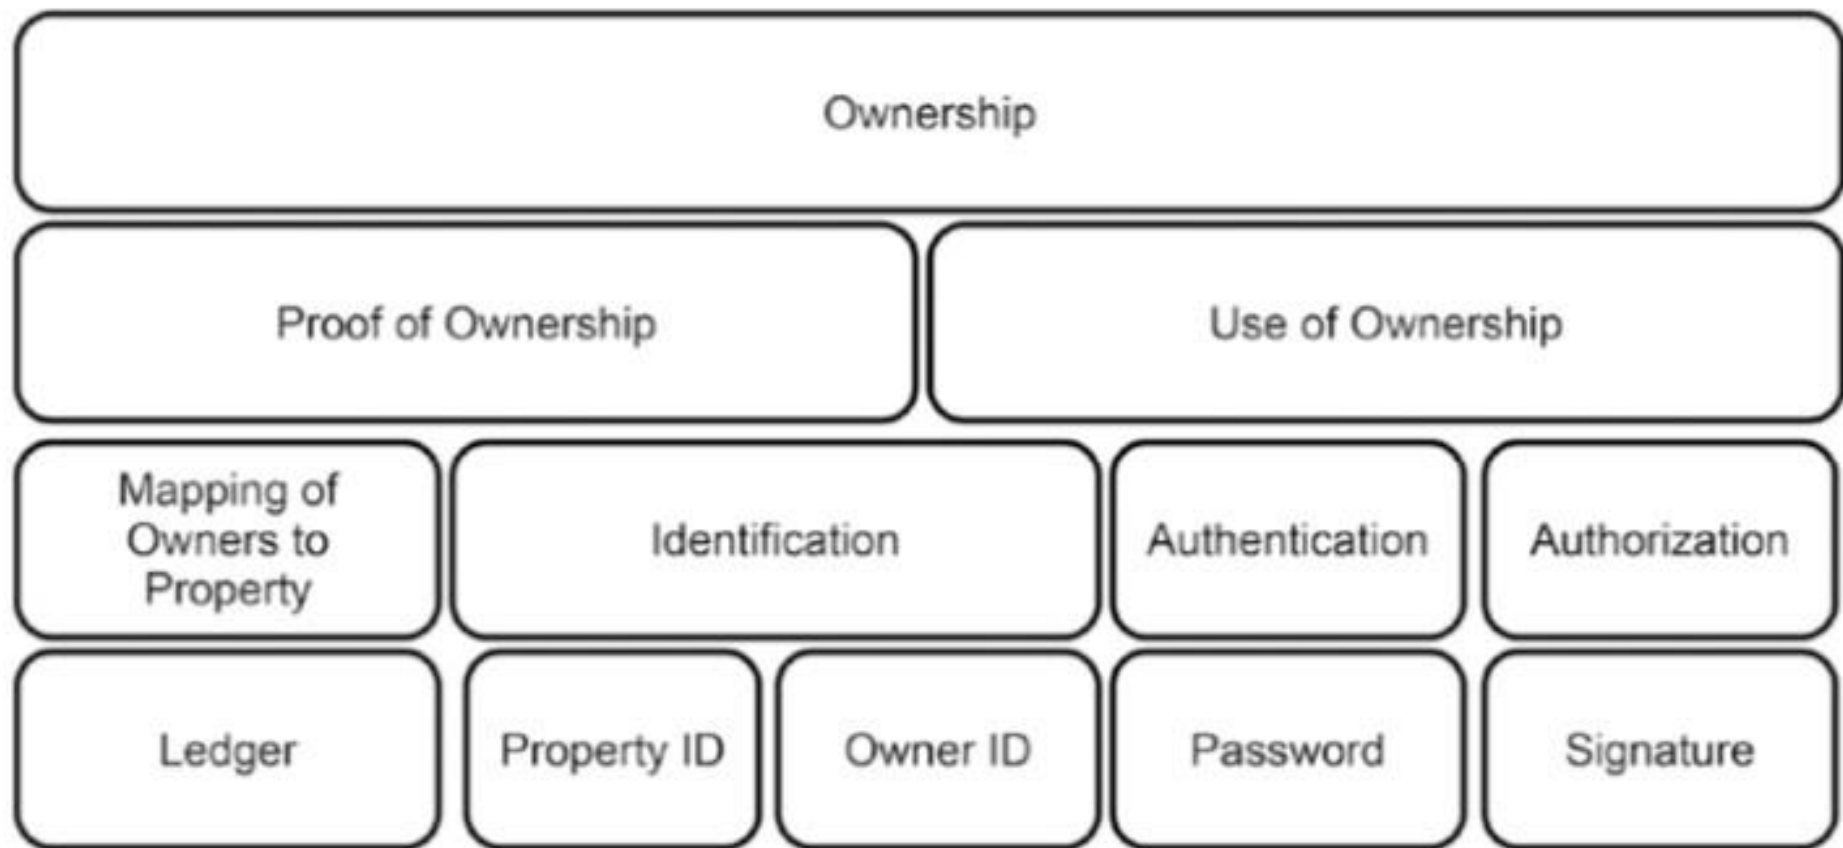 Ownership
Proof of Ownership
Use of Ownership
Mapping of
Owners to
Property
Identification
Authentication
Authorization
Ledger
Property ID
Owner ID
Password
Signature